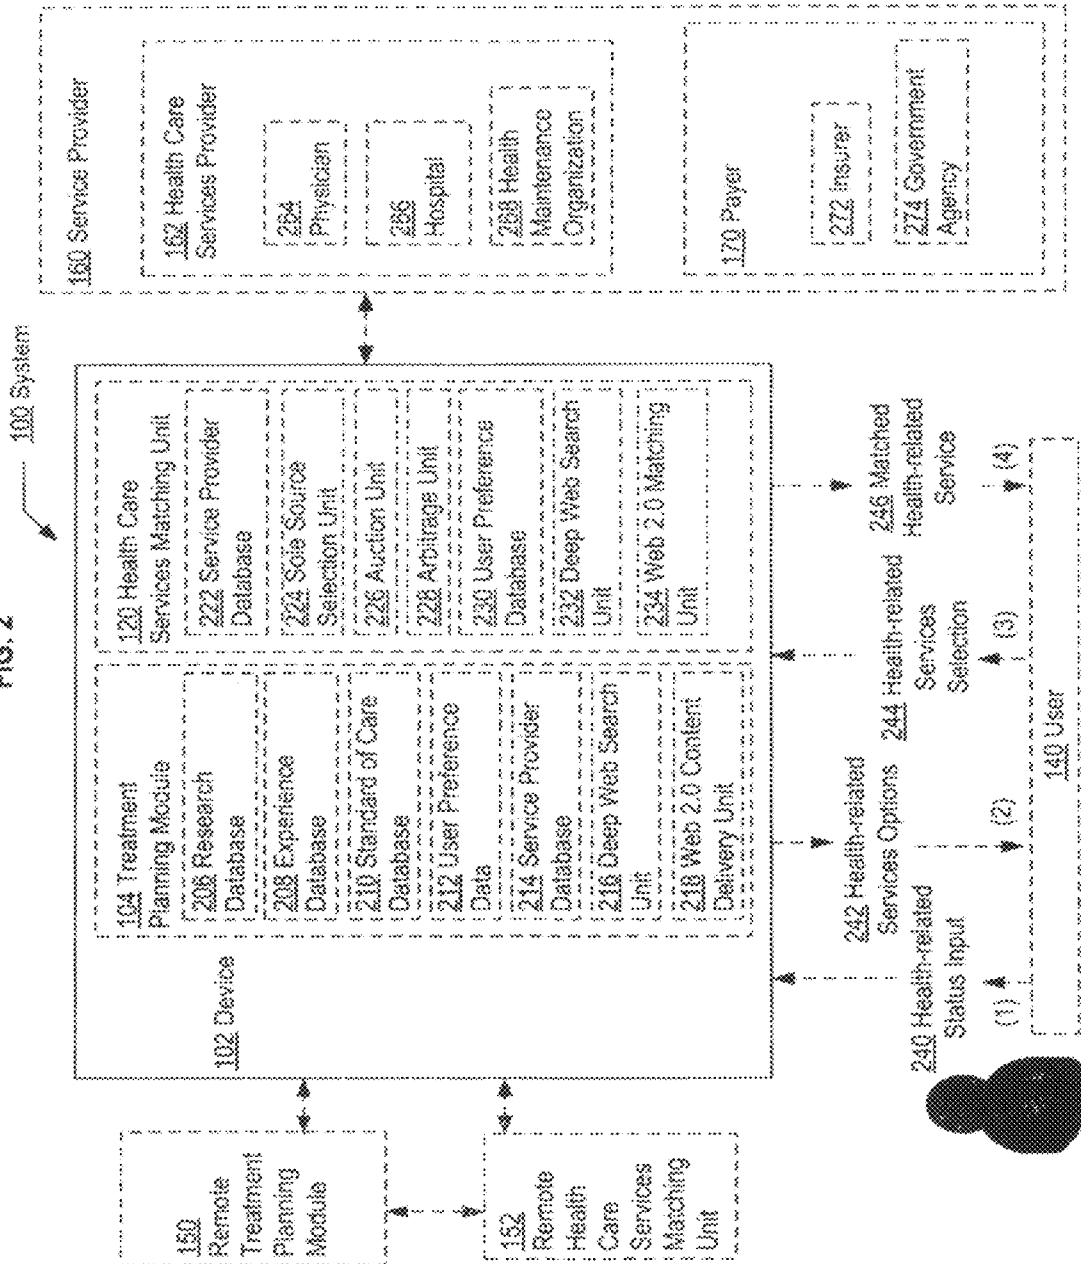 FIG. 2
100 System
150
Remote
Treatment
Planning
Module
152
Remote
Health
Care
Services
Matching
Unit
102 Device
104 Treatment
Planning Module
206 Research
Database
208 Experience
Database
210 Standard of Care
Database
212 User Preference
Data
214 Service Provider
Database
216 Deep Web Search
Unit
218 Web 2.0 Content
Delivery Unit
120 Health Care
Services Matching Unit
222 Service Provider
Database
224 Sole Source
Selection Unit
226 Auction Unit
228 Arbitrage Unit
230 User Preference
Database
232 Deep Web Search
Unit
234 Web 2.0 Matching
Unit
160 Service Provider
162 Health Care
Services Provider
264
Physician
266
Hospital
268 Health
Maintenance
Organization
170 Payer
272 Insurer
274 Government
Agency
240 Health-related
Status Input
(1)
242 Health-related
Services Options
(2)
244 Health-related
Services
Selection
(3)
246 Matched
Health-related
Service
(4)
140 User